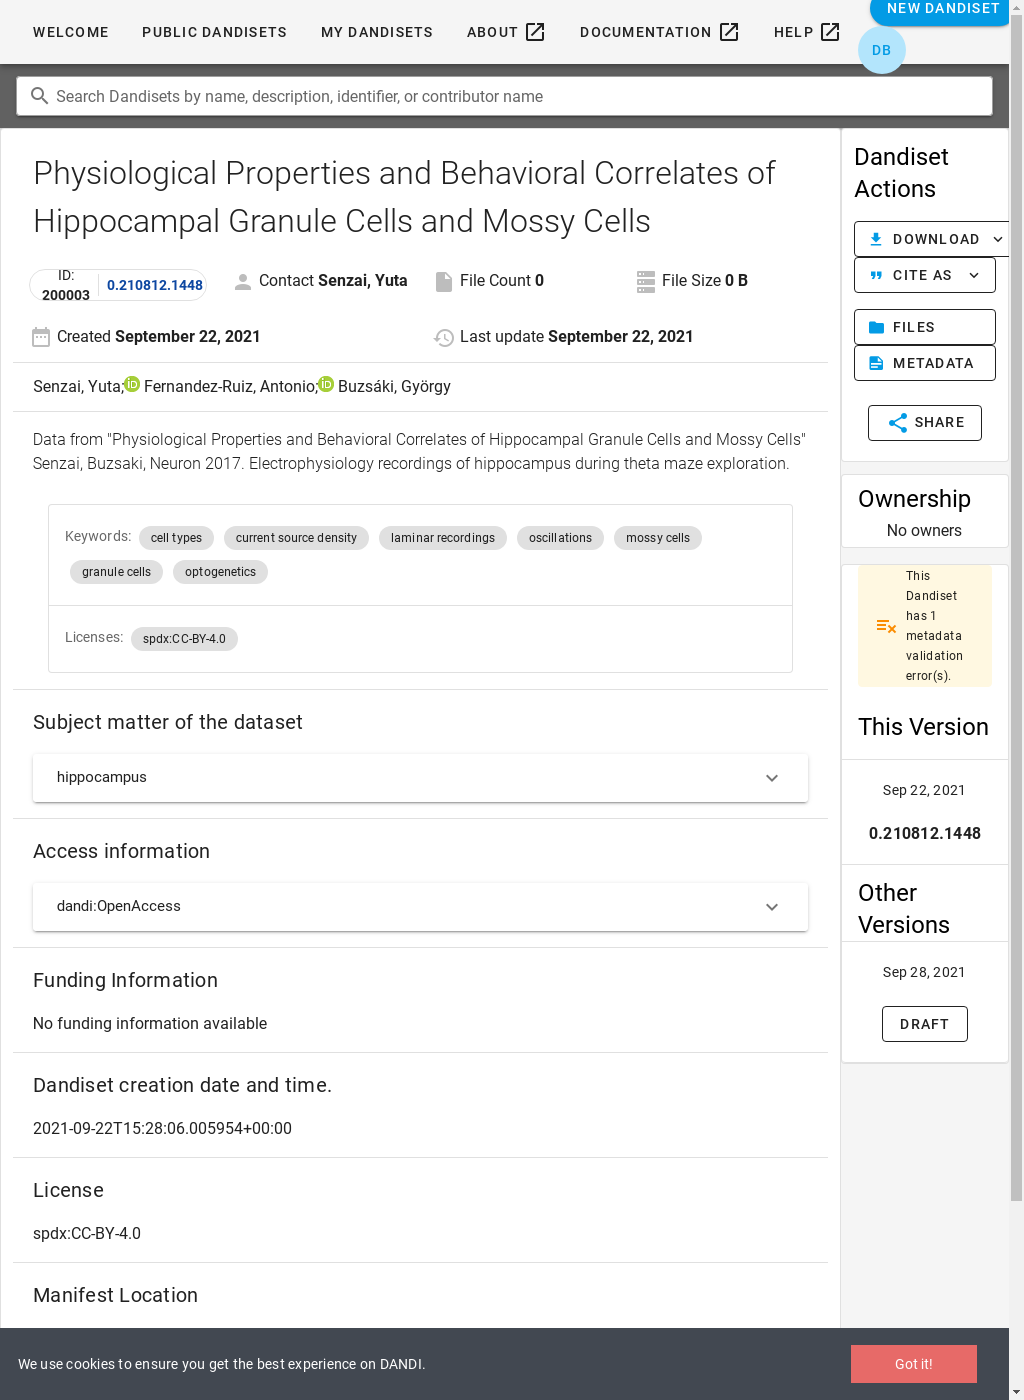 WELCOME PUBLIC DANDISETS MY DANDISETS ABOUT DOCUMENTATION HELP NEW DANDISET
DB
Search Dandisets by name, description, identifier, or contributor name
Physiological Properties and Behavioral Correlates of
Hippocampal Granule Cells and Mossy Cells
ID:
200003
0.210812.1448
Contact Senzai, Yuta
File Count 0
File Size 0 B
Created September 22, 2021
Last update September 22, 2021
Senzai, Yuta; Fernandez-Ruiz, Antonio; Buzsáki, György
Data from "Physiological Properties and Behavioral Correlates of Hippocampal Granule Cells and Mossy Cells"
Senzai, Buzsaki, Neuron 2017. Electrophysiology recordings of hippocampus during theta maze exploration.
Keywords: cell types current source density laminar recordings oscillations mossy cells
granule cells optogenetics
Licenses: spdx:CC-BY-4.0
Subject matter of the dataset
hippocampus
Access information
dandi:OpenAccess
Funding Information
No funding information available
Dandiset creation date and time.
2021-09-22T15:28:06.005954+00:00
License
spdx:CC-BY-4.0
Manifest Location
Dandiset
Actions
DOWNLOAD
CITE AS
FILES
METADATA
SHARE
Ownership
No owners
This
Dandiset
has 1
metadata
validation
error(s).
This Version
Sep 22, 2021
0.210812.1448
Other
Versions
Sep 28, 2021
DRAFT
We use cookies to ensure you get the best experience on DANDI.
Got it!